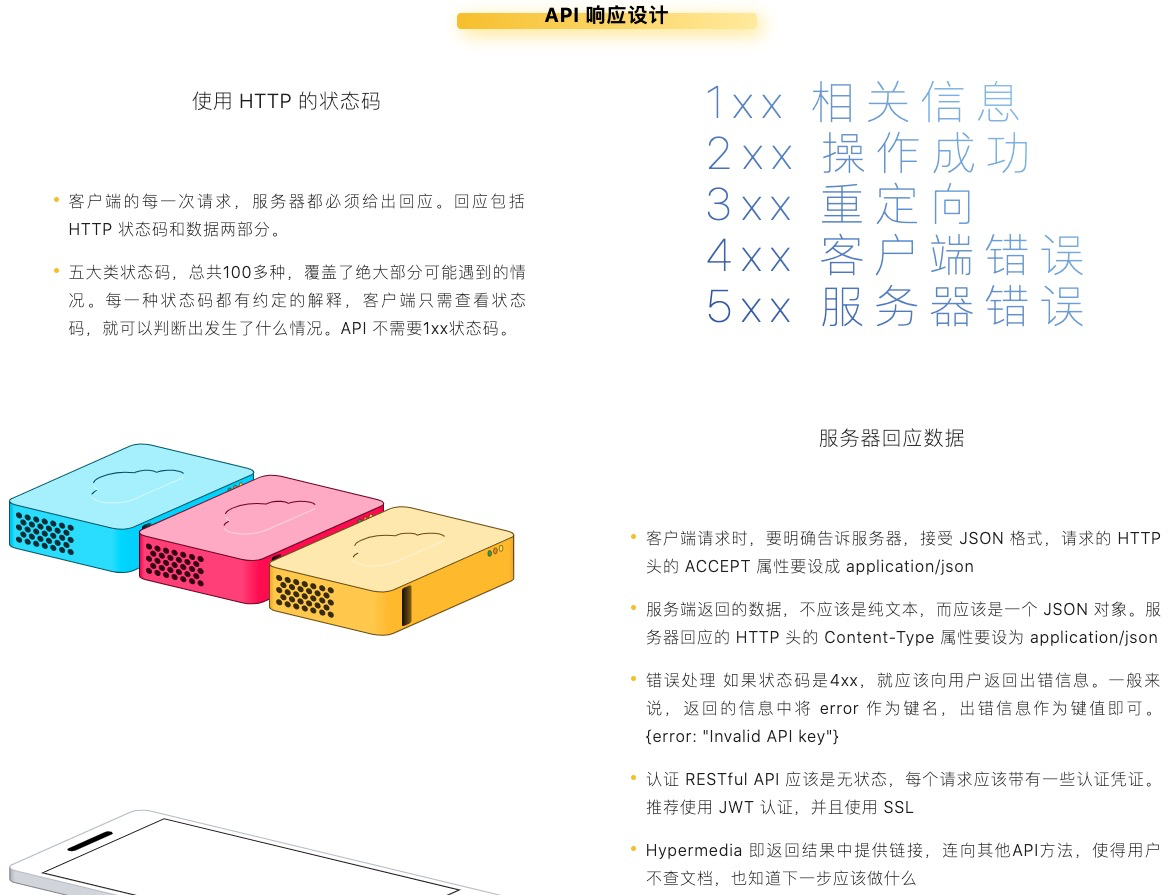 API 响应设计
使用 HTTP 的状态码
客户端的每一次请求，服务器都必须给出回应。回应包括
HTTP 状态码和数据两部分。
五大类状态码，总共100多种，覆盖了绝大部分可能遇到的情
况。每一种状态码都有约定的解释，客户端只需查看状态
码，就可以判断出发生了什么情况。API 不需要1xx状态码。
1xx 相关信息
2xx 操作成功
3xx 重定向
4xx 客户端错误
5xx 服务器错误
服务器回应数据
客户端请求时，要明确告诉服务器，接受 JSON 格式，请求的 HTTP
头的 ACCEPT 属性要设成 application/json
服务端返回的数据，不应该是纯文本，而应该是一个 JSON 对象。服
务器回应的 HTTP 头的 Content-Type 属性要设为 application/json
错误处理 如果状态码是4xx，就应该向用户返回出错信息。一般来
说，返回的信息中将 error 作为键名，出错信息作为键值即可。
{error: "Invalid API key"}
认证 RESTful API 应该是无状态，每个请求应该带有一些认证凭证。
推荐使用 JWT 认证，并且使用 SSL
Hypermedia 即返回结果中提供链接，连向其他API方法，使得用户
不查文档，也知道下一步应该做什么